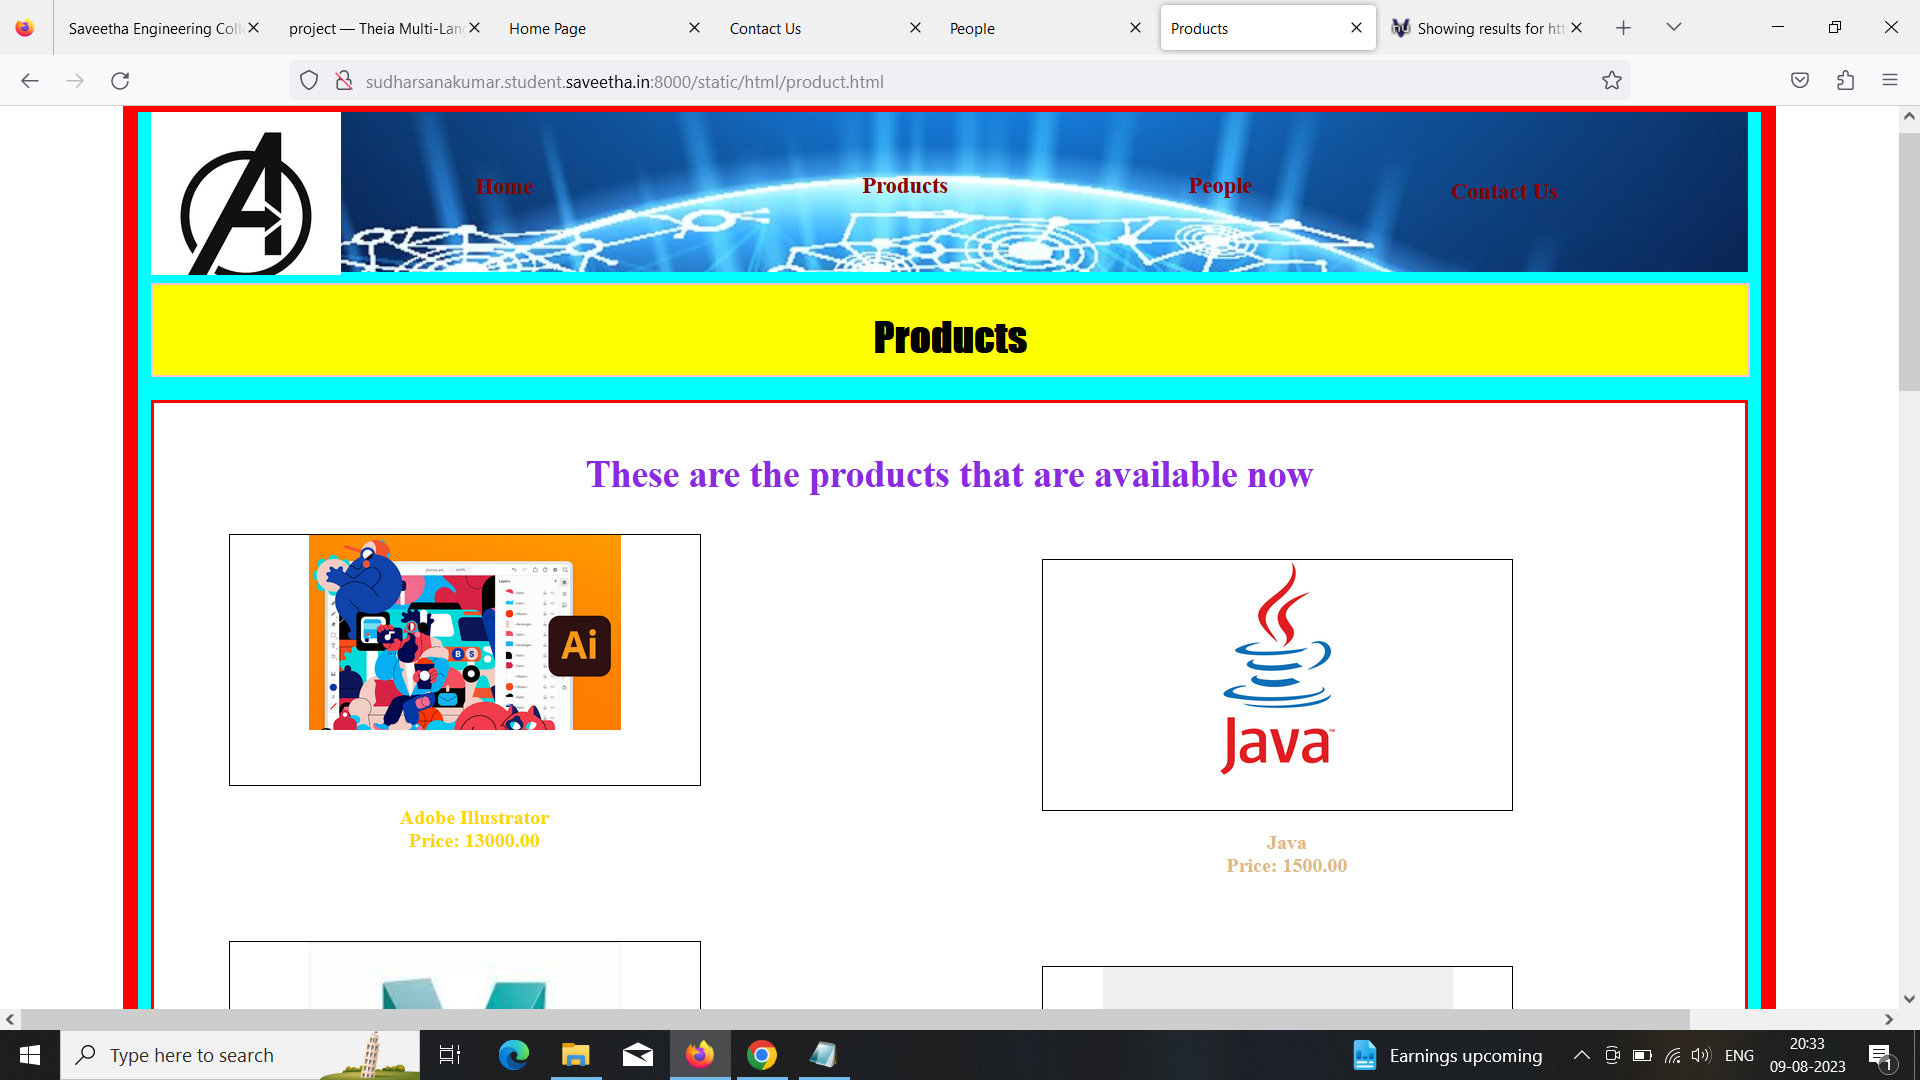 Saveetha Engineering Coll
project — Theia Multi-Lang
Home Page
Contact Us
People
Products
Showing results for htt
sudharsanakumar.student.saveetha.in:8000/static/html/product.html
Home
Products
People
Contact Us
Products
These are the products that are available now
Ai
Java
Adobe Illustrator
Price: 13000.00
Java
Price: 1500.00
Type here to search
Earnings upcoming
ENG
20:33
09-08-2023
1